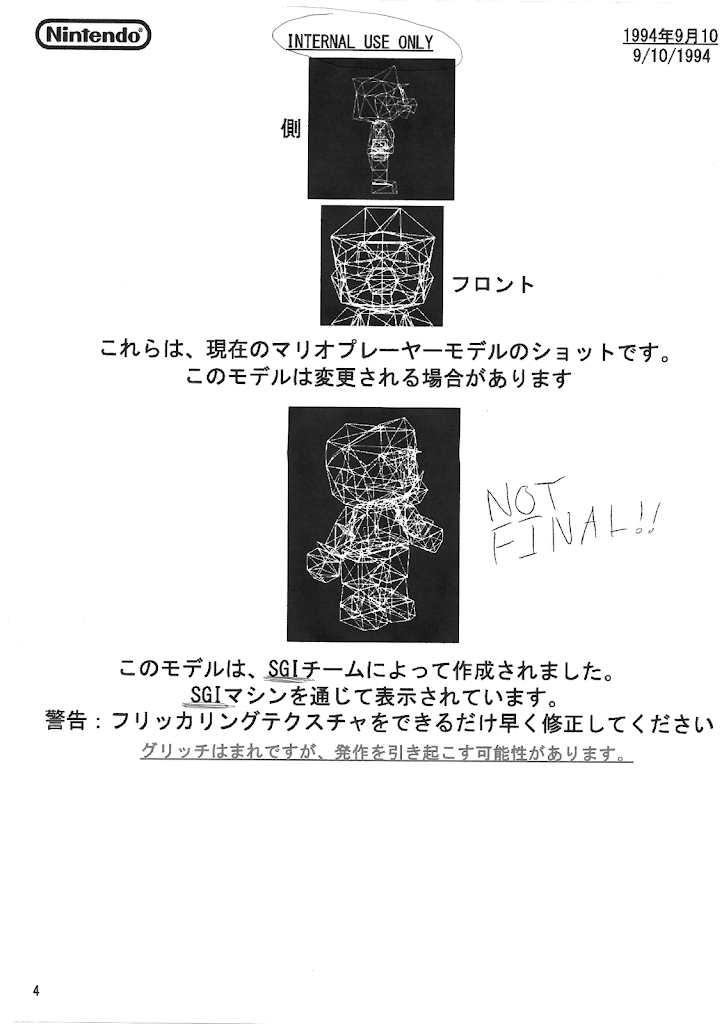 Nintendo®
INTERNAL USE ONLY
1994年9月10
9/10/1994
側
フロント
これらは、現在のマリオプレーヤーモデルのショットです。
このモデルは変更される場合があります
NOT
FINAL!!
このモデルは、SGIチームによって作成されました。
SGIマシンを通じて表示されています。
警告：フリッカリングテクスチャをできるだけ早く修正してください
グリッチはまれですが、発作を引き起こす可能性があります。
4